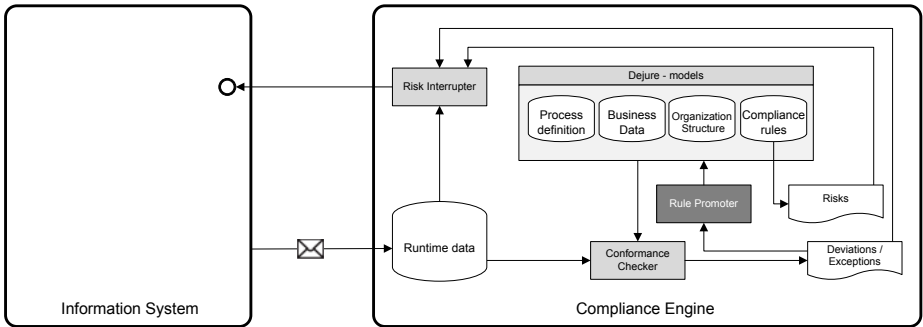 Dejure - models
Risk Interrupter
Process
definition
Business
Data
Organization
Structure
Compliance
rules
Rule Promoter
Risks
Runtime data
Conformance
Checker
Deviations /
Exceptions
Information System
Compliance Engine